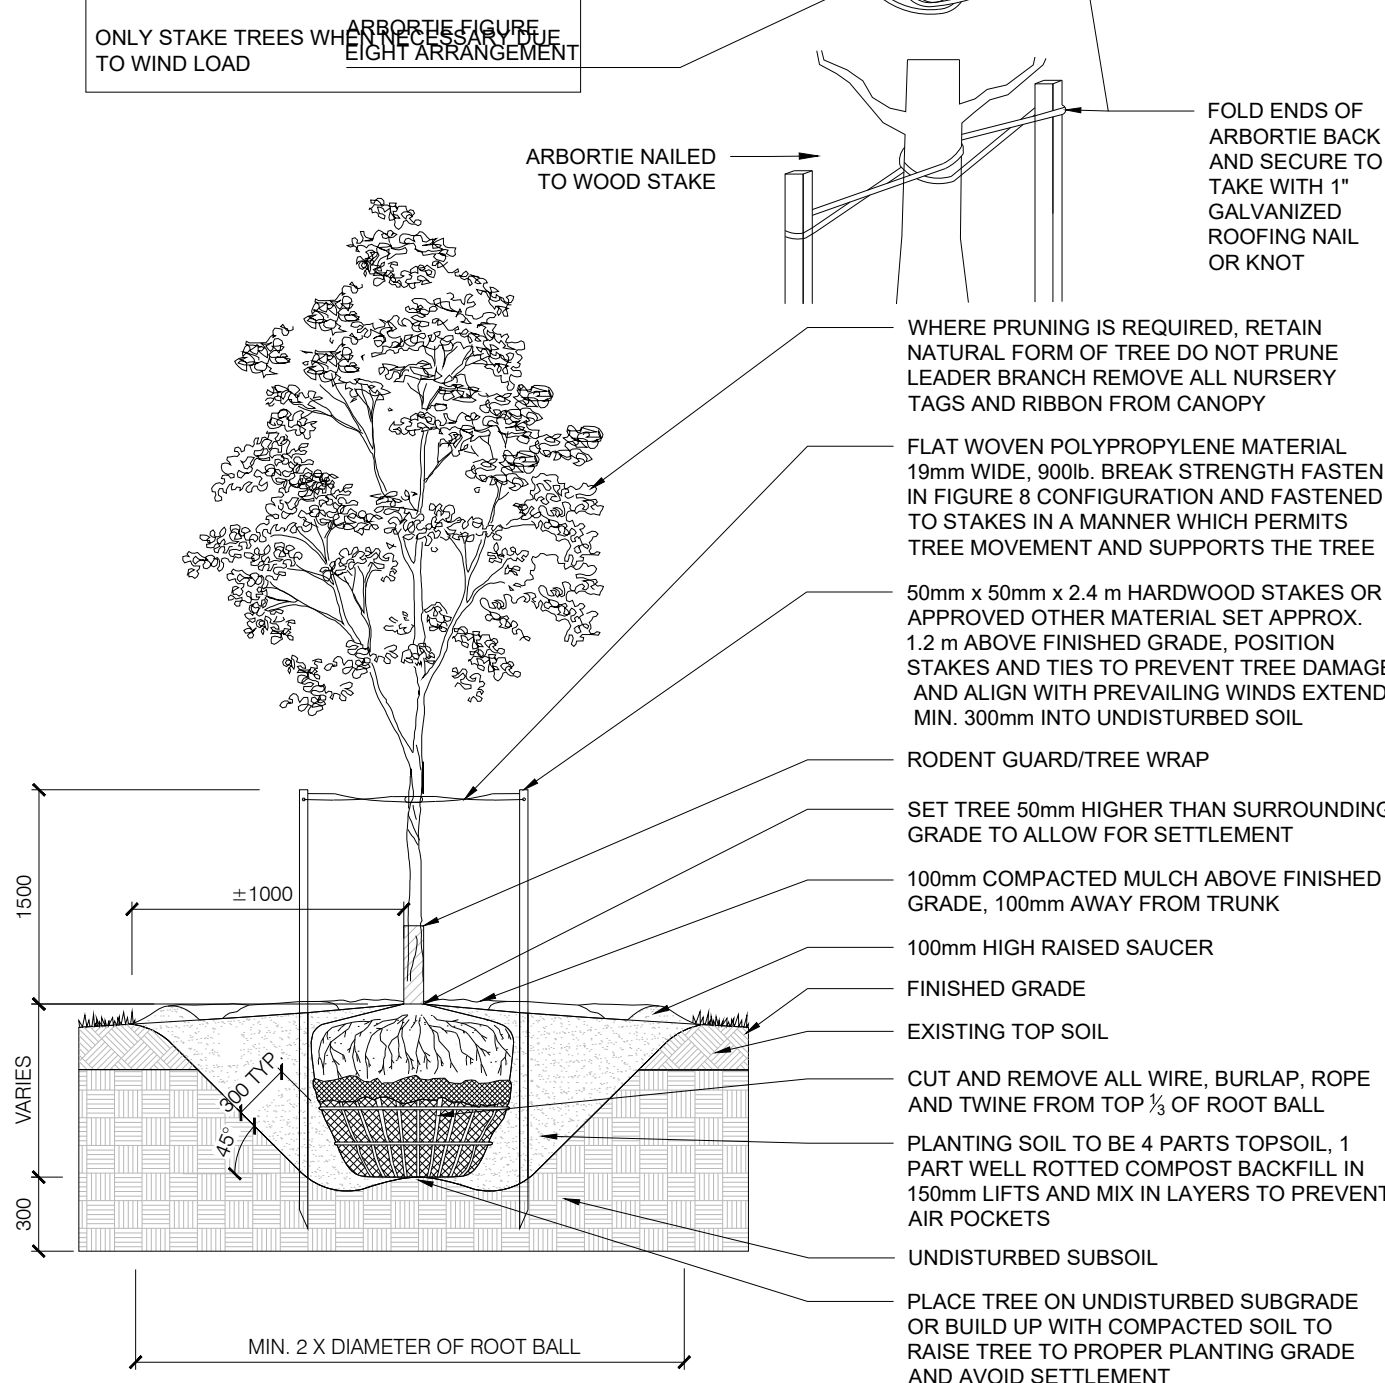 ONLY STAKE TREES WHEN NECESSARY DUE
TO WIND LOAD
ARBORTIE FIGURE
EIGHT ARRANGEMENT
ARBORTIE NAILED
TO WOOD STAKE
FOLD ENDS OF
ARBORTIE BACK
AND SECURE TO
TAKE WITH 1"
GALVANIZED
ROOFING NAIL
OR KNOT
WHERE PRUNING IS REQUIRED, RETAIN
NATURAL FORM OF TREE DO NOT PRUNE
LEADER BRANCH REMOVE ALL NURSERY
TAGS AND RIBBON FROM CANOPY
FLAT WOVEN POLYPROPYLENE MATERIAL
19mm WIDE, 900lb. BREAK STRENGTH FASTEN
IN FIGURE 8 CONFIGURATION AND FASTENED
TO STAKES IN A MANNER WHICH PERMITS
TREE MOVEMENT AND SUPPORTS THE TREE
50mm x 50mm x 2.4 m HARDWOOD STAKES OR
APPROVED OTHER MATERIAL SET APPROX.
1.2 m ABOVE FINISHED GRADE, POSITION
STAKES AND TIES TO PREVENT TREE DAMAGE
AND ALIGN WITH PREVAILING WINDS EXTEND
MIN. 300mm INTO UNDISTURBED SOIL
RODENT GUARD/TREE WRAP
SET TREE 50mm HIGHER THAN SURROUNDING
GRADE TO ALLOW FOR SETTLEMENT
100mm COMPACTED MULCH ABOVE FINISHED
GRADE, 100mm AWAY FROM TRUNK
100mm HIGH RAISED SAUCER
FINISHED GRADE
EXISTING TOP SOIL
CUT AND REMOVE ALL WIRE, BURLAP, ROPE
AND TWINE FROM TOP ⅓ OF ROOT BALL
PLANTING SOIL TO BE 4 PARTS TOPSOIL, 1
PART WELL ROTTED COMPOST BACKFILL IN
150mm LIFTS AND MIX IN LAYERS TO PREVENT
AIR POCKETS
UNDISTURBED SUBSOIL
PLACE TREE ON UNDISTURBED SUBGRADE
OR BUILD UP WITH COMPACTED SOIL TO
RAISE TREE TO PROPER PLANTING GRADE
AND AVOID SETTLEMENT
1500
±1000
VARIES
300 TYP.
45°
300
MIN. 2 X DIAMETER OF ROOT BALL